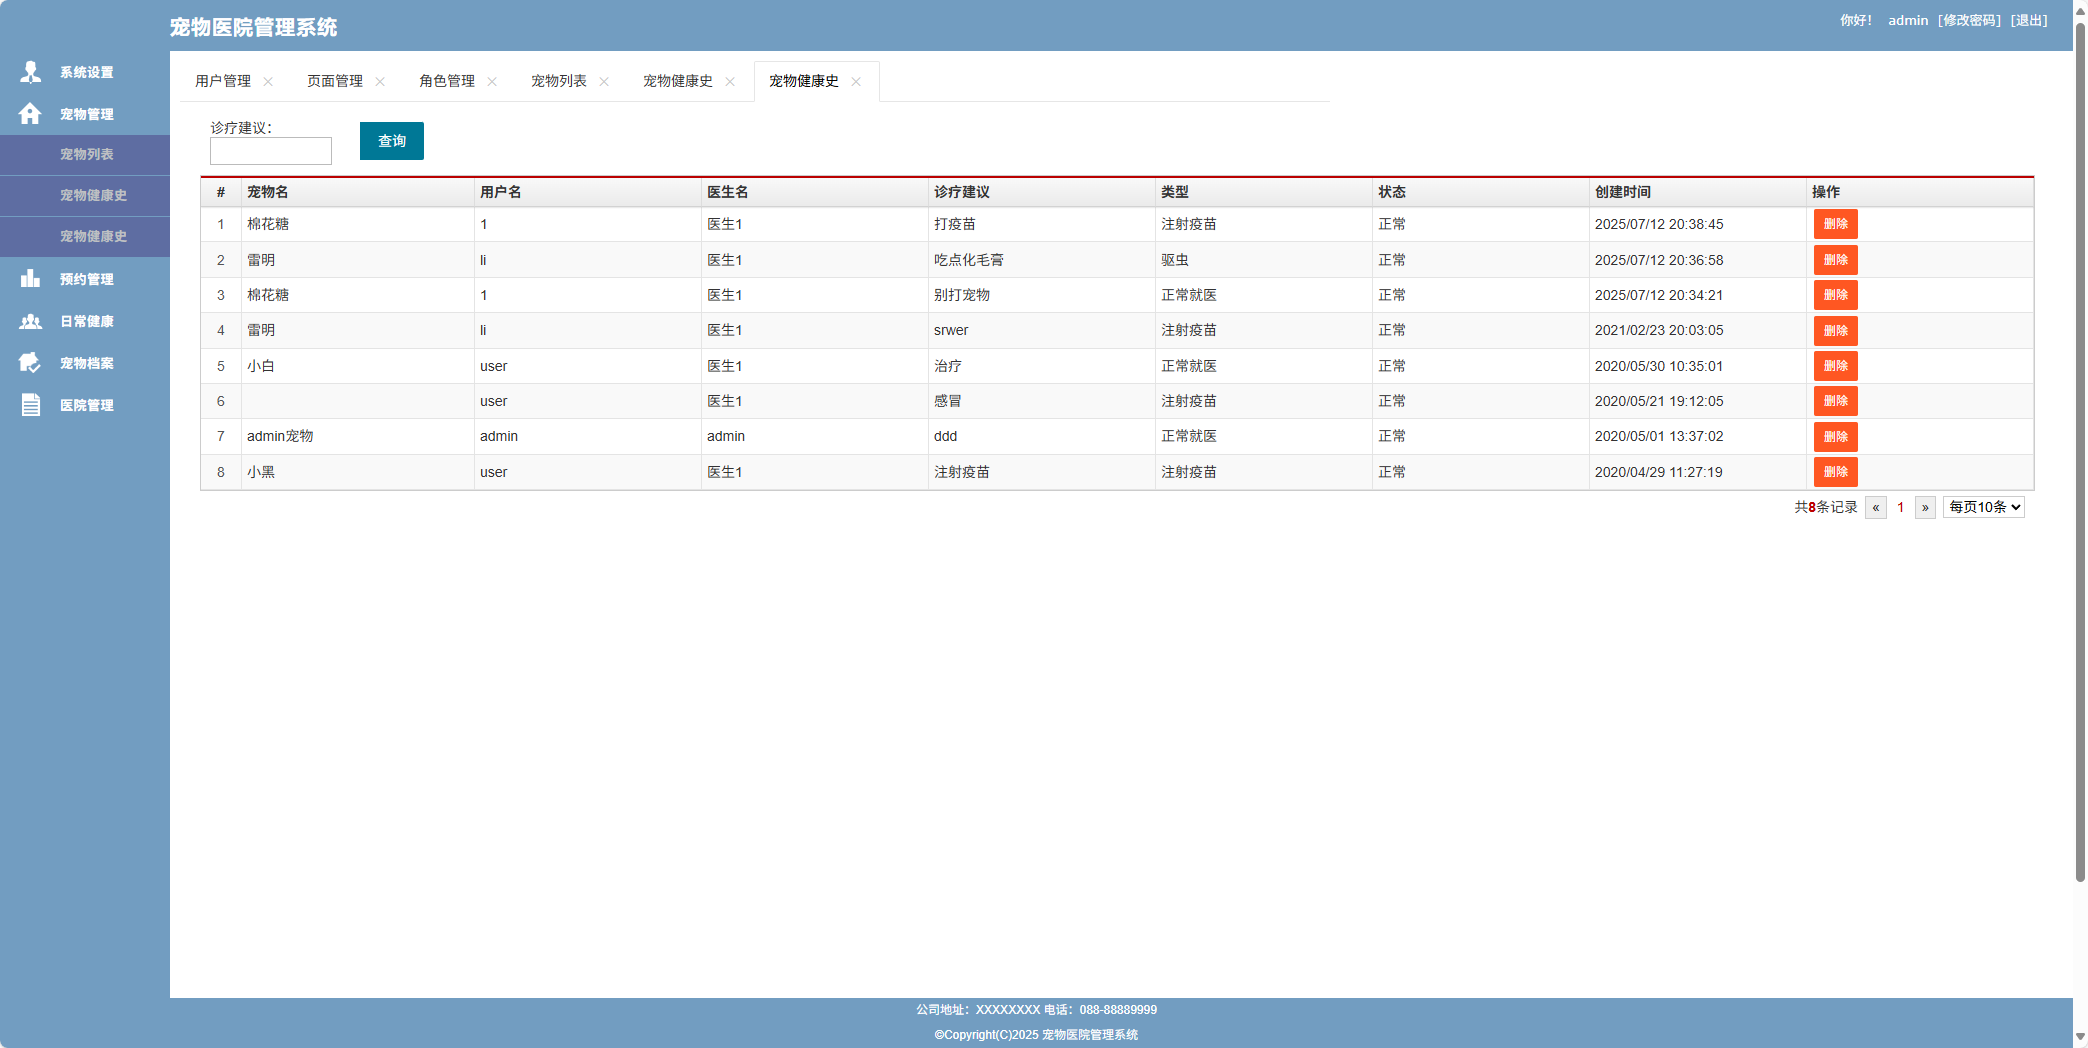 宠物医院管理系统
你好！ admin [修改密码] [退出]
系统设置
宠物管理
宠物列表
宠物健康史
宠物健康史
预约管理
日常健康
宠物档案
医院管理
用户管理 × 页面管理 × 角色管理 × 宠物列表 × 宠物健康史 × 宠物健康史 ×
诊疗建议：
查询
# 宠物名 用户名 医生名 诊疗建议 类型 状态 创建时间 操作
1 棉花糖 1 医生1 打疫苗 注射疫苗 正常 2025/07/12 20:38:45 删除
2 雷明 li 医生1 吃点化毛膏 驱虫 正常 2025/07/12 20:36:58 删除
3 棉花糖 1 医生1 别打宠物 正常就医 正常 2025/07/12 20:34:21 删除
4 雷明 li 医生1 srwer 注射疫苗 正常 2021/02/23 20:03:05 删除
5 小白 user 医生1 治疗 正常就医 正常 2020/05/30 10:35:01 删除
6 user 医生1 感冒 注射疫苗 正常 2020/05/21 19:12:05 删除
7 admin宠物 admin admin ddd 正常就医 正常 2020/05/01 13:37:02 删除
8 小黑 user 医生1 注射疫苗 注射疫苗 正常 2020/04/29 11:27:19 删除
共8条记录 « 1 » 每页10条
公司地址：XXXXXXXX 电话：088-88889999
©Copyright(C)2025 宠物医院管理系统